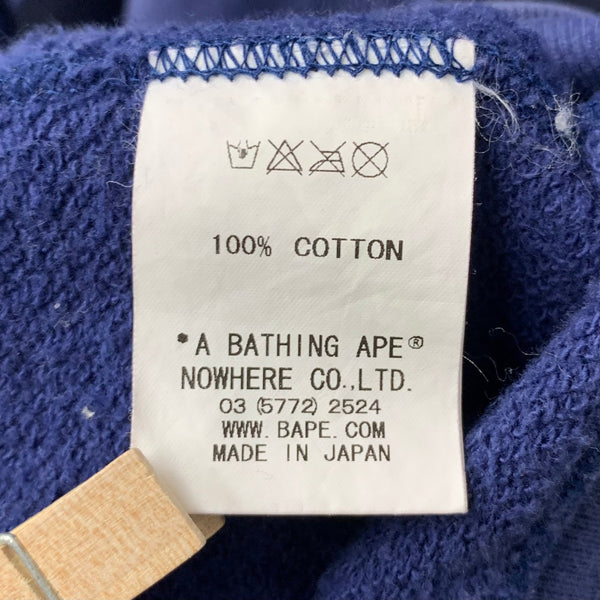 100% COTTON
*A BATHING APE®
NOWHERE CO.,LTD.
03 (5772) 2524
WWW. BAPE. COM
MADE IN JAPAN